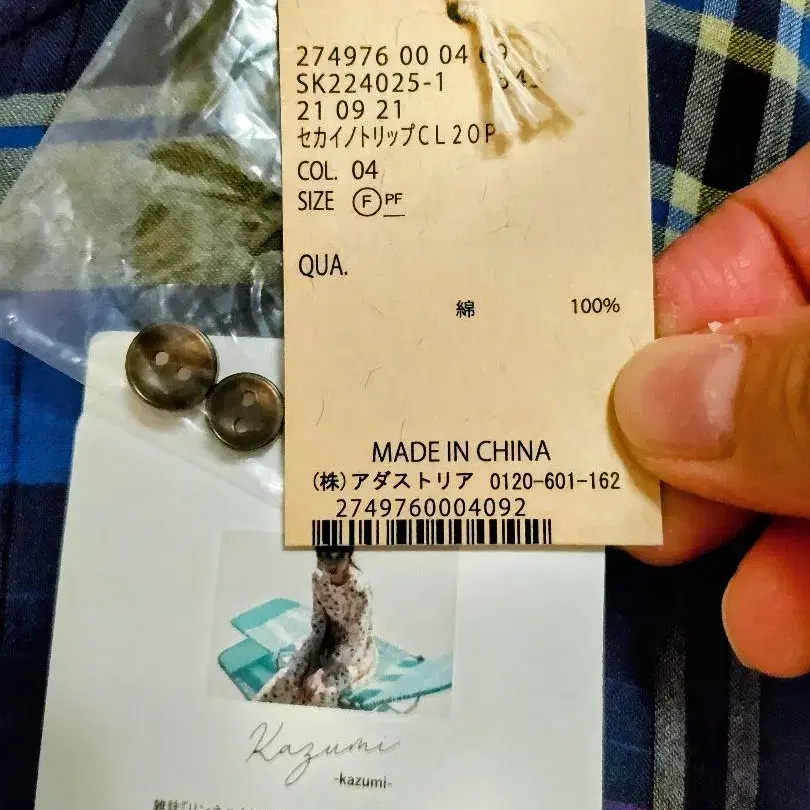 274976 00 04 09
SK224025-1
21 09 21
セカイノトリップCL2OP
COL. 04
SIZE F PF
QUA.
綿 100%
MADE IN CHINA
(株)アダストリア 0120-601-162
2749760004092
Kazumi
-kazumi-